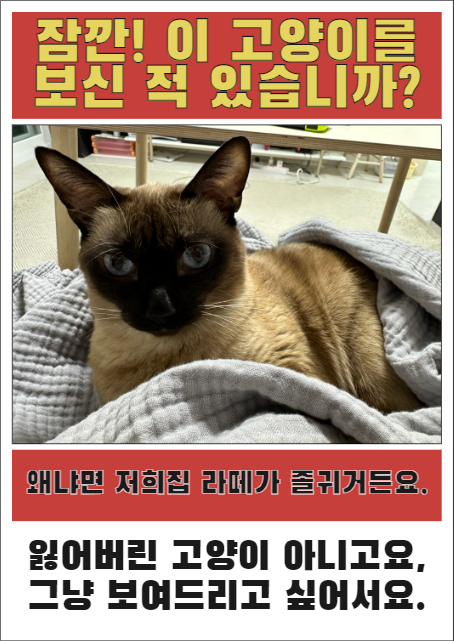 잠깐! 이 고양이를
보신 적 있습니까?
왜냐면 저희집 라떼가 졸귀거든요.
잃어버린 고양이 아니고요,
그냥 보여드리고 싶어서요.